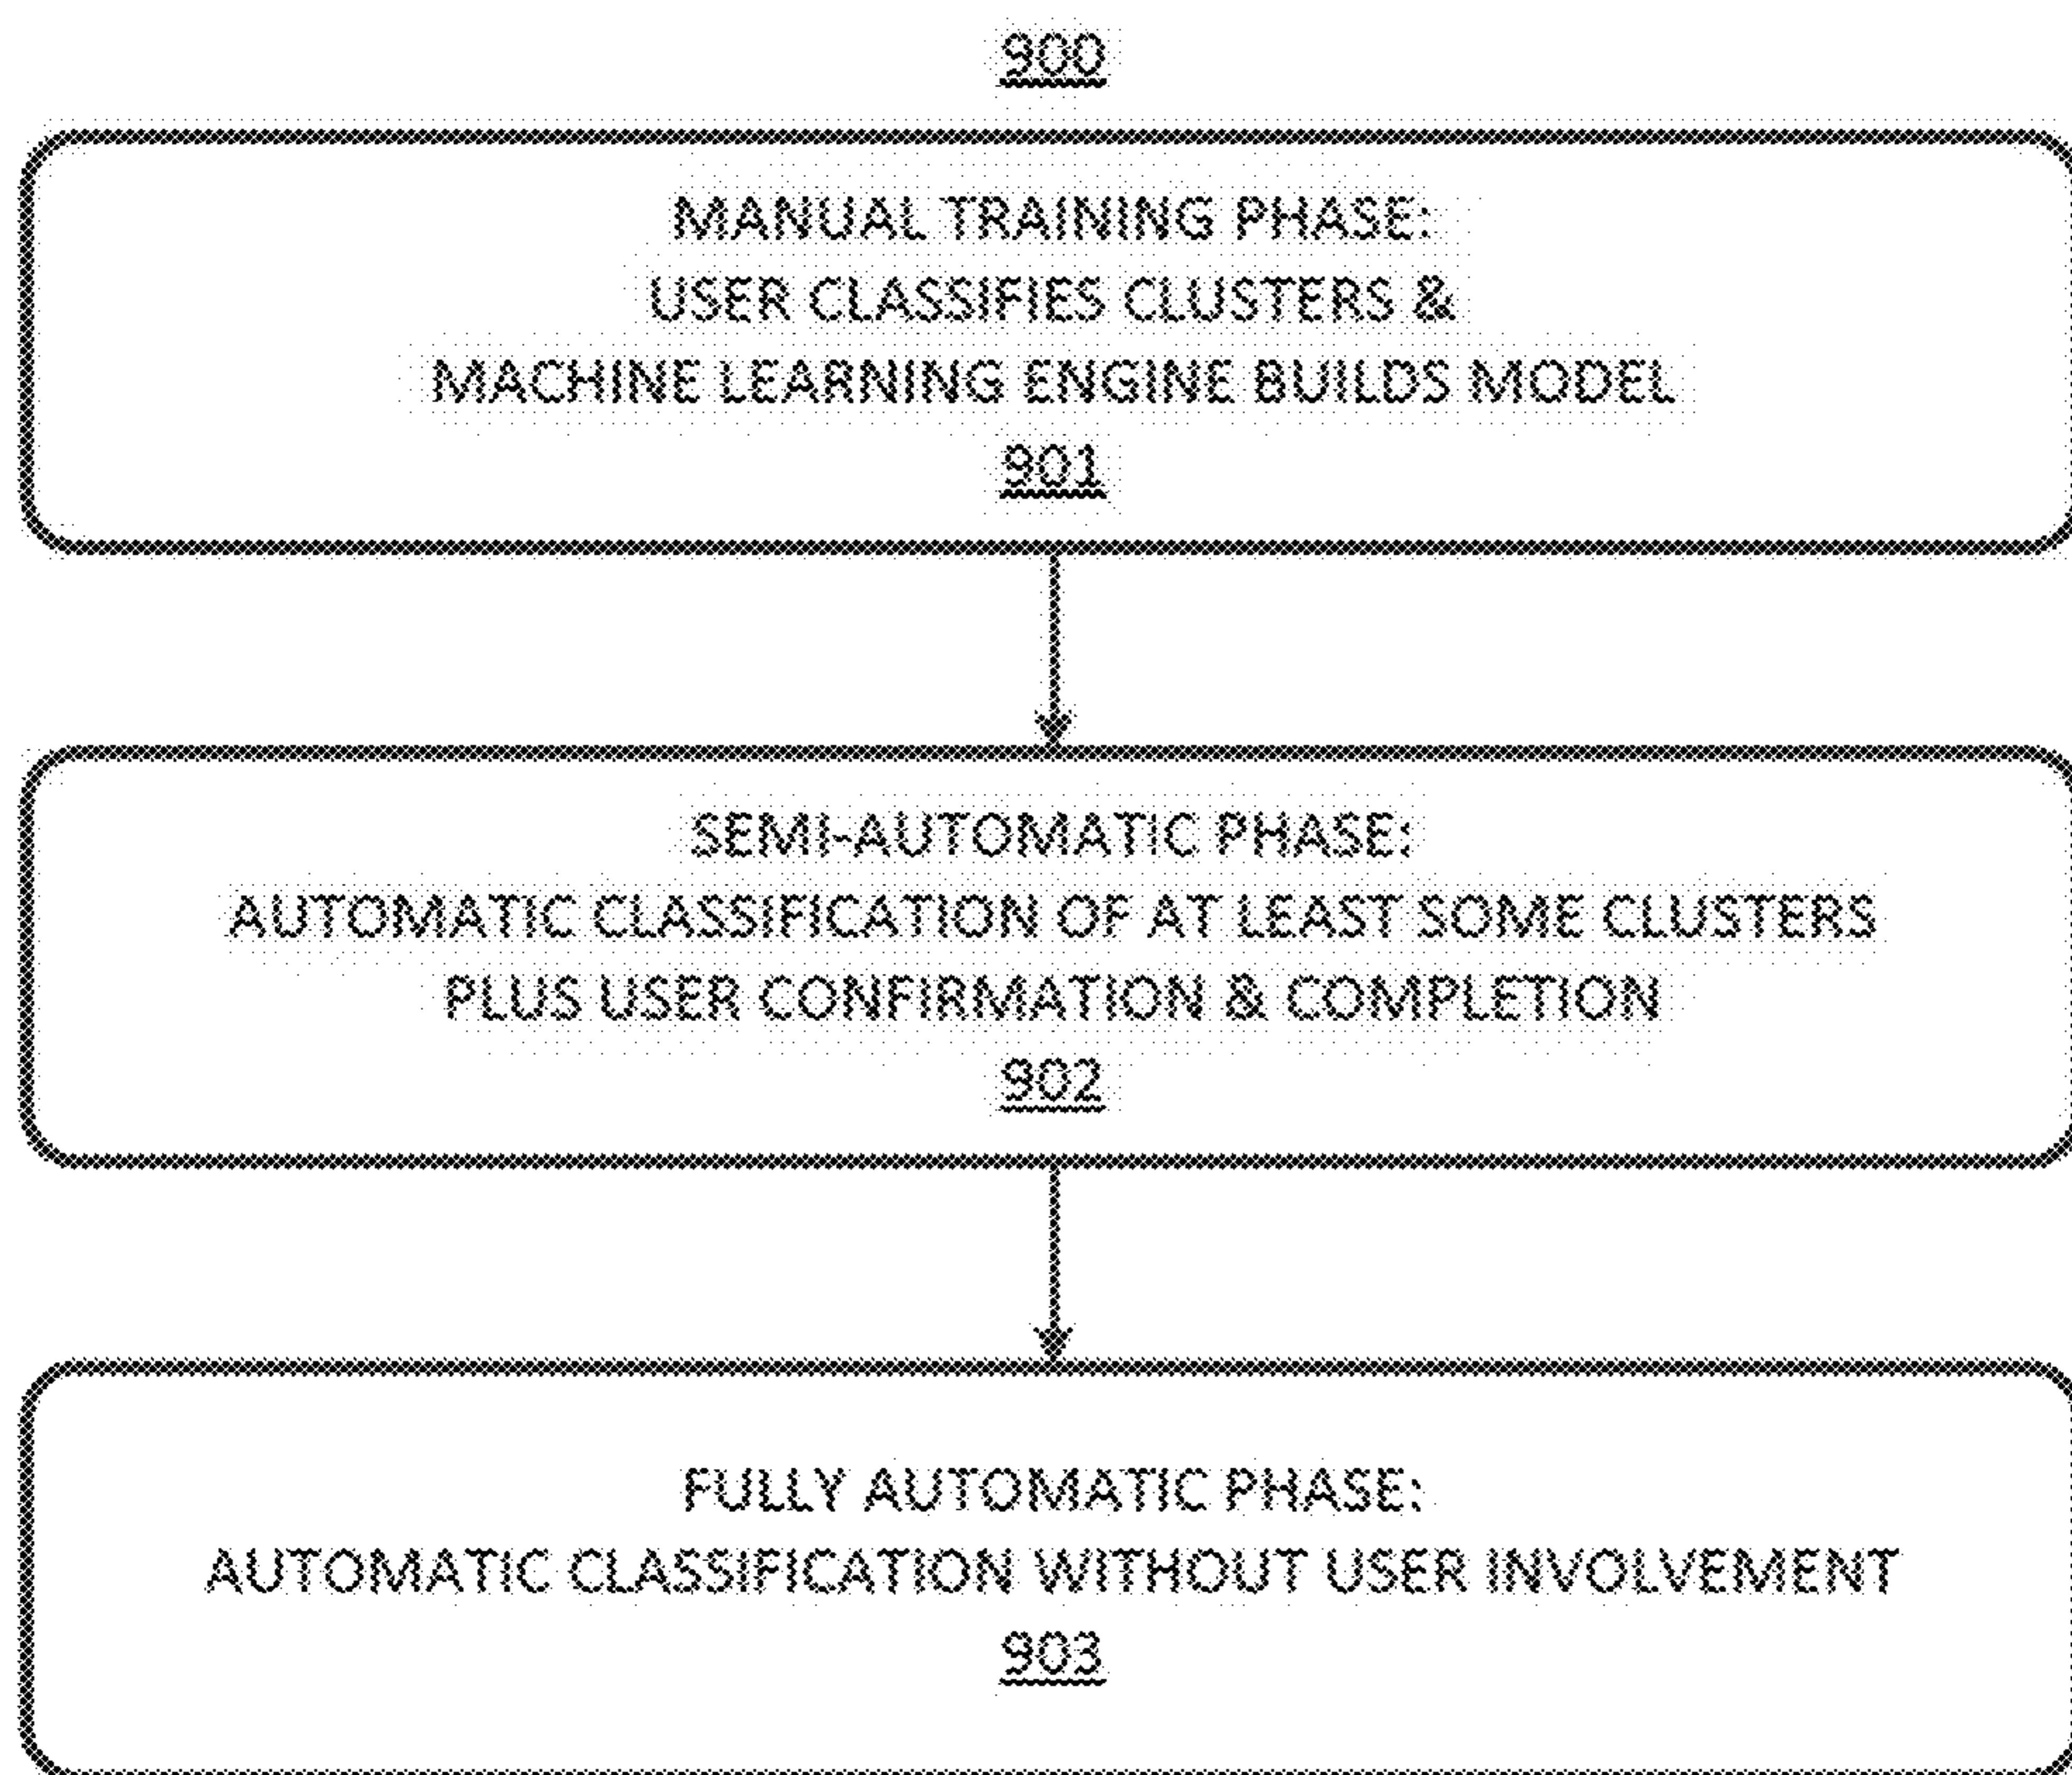 900
MANUAL TRAINING PHASE:
USER CLASSIFIES CLUSTERS &
MACHINE LEARNING ENGINE BUILDS MODEL
901
SEMI-AUTOMATIC PHASE:
AUTOMATIC CLASSIFICATION OF AT LEAST SOME CLUSTERS
PLUS USER CONFIRMATION & COMPLETION
902
FULLY AUTOMATIC PHASE:
AUTOMATIC CLASSIFICATION WITHOUT USER INVOLVEMENT
903